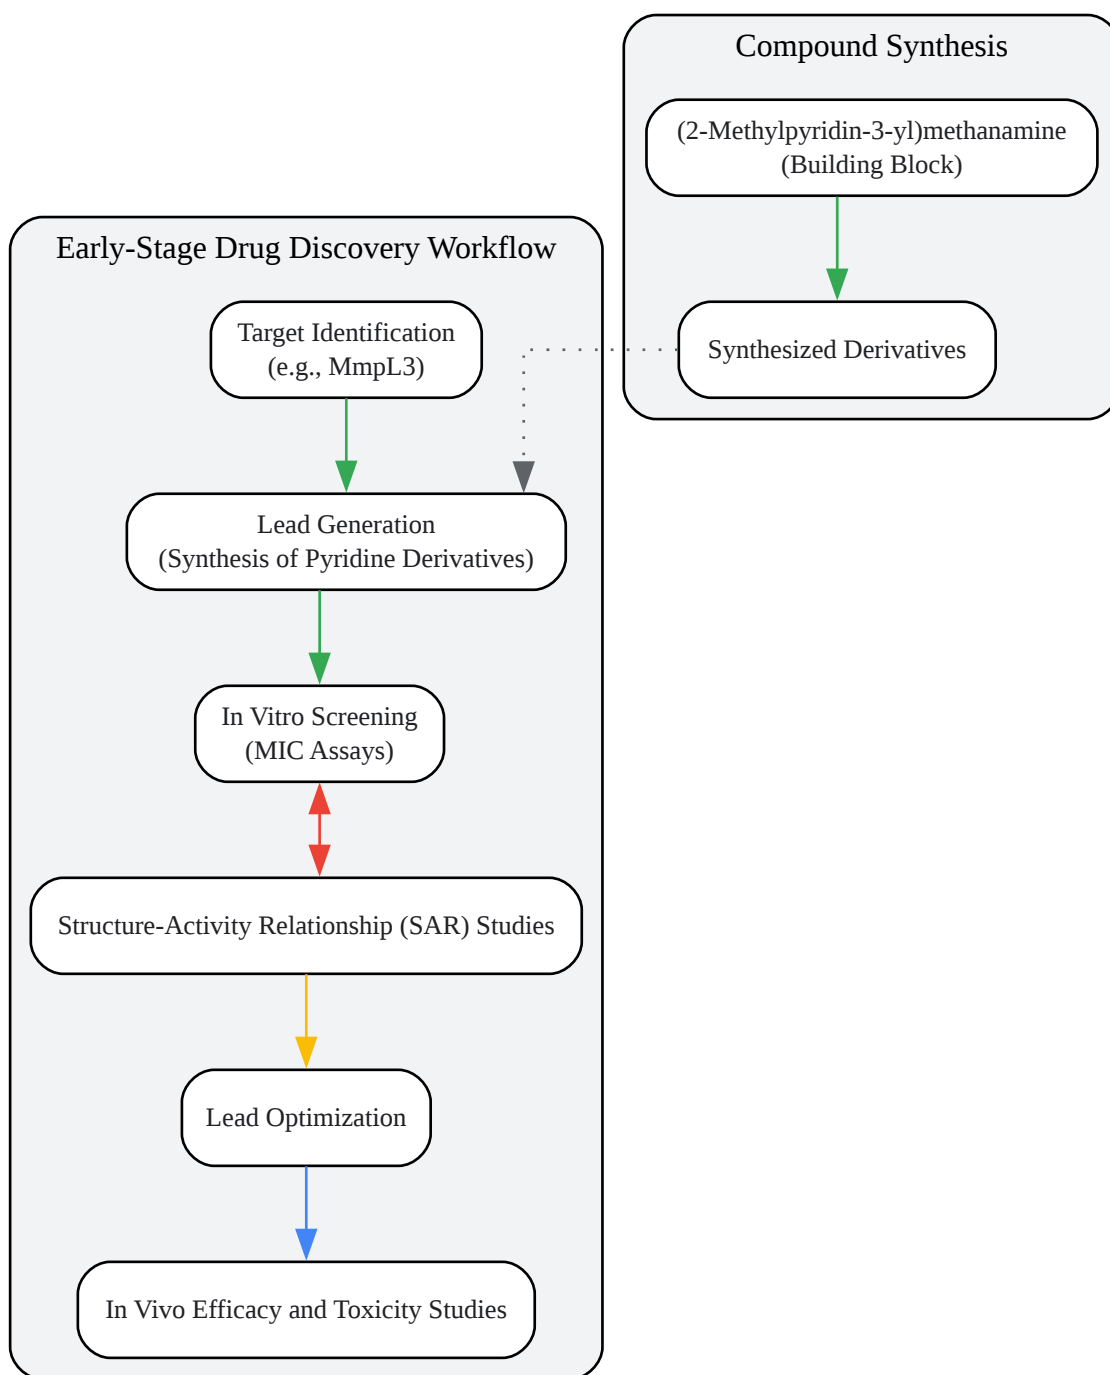 Compound Synthesis
(2-Methylpyridin-3-yl)methanamine
(Building Block)
Synthesized Derivatives
Early-Stage Drug Discovery Workflow
Target Identification
(e.g., MmpL3)
Lead Generation
(Synthesis of Pyridine Derivatives)
In Vitro Screening
(MIC Assays)
Structure-Activity Relationship (SAR) Studies
Lead Optimization
In Vivo Efficacy and Toxicity Studies